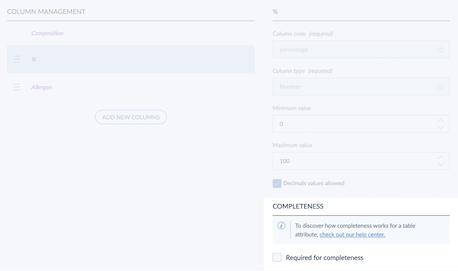 COLUMN MANAGEMENT
Composition
%
Allergen
ADD NEW COLUMNS
%
Column code (required)
percentage
Column type (required)
Number
Minimum value
0
Maximum value
100
Decimals values allowed
COMPLETENESS
To discover how completeness works for a table
attribute, check out our help center.
Required for completeness